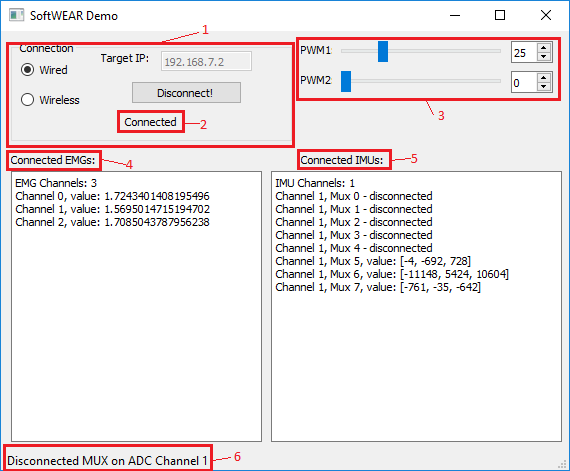 SoftWEAR Demo
1
Connection
Wired
Target IP:
192.168.7.2
Wireless
Disconnect!
Connected
2
PWM1:
25
PWM2:
0
3
Connected EMGs:
4
EMG Channels: 3
Channel 0, value: 1.7243401408195496
Channel 1, value: 1.5695014715194702
Channel 2, value: 1.7085043787956238
Connected IMUs:
5
IMU Channels: 1
Channel 1, Mux 0 - disconnected
Channel 1, Mux 1 - disconnected
Channel 1, Mux 2 - disconnected
Channel 1, Mux 3 - disconnected
Channel 1, Mux 4 - disconnected
Channel 1, Mux 5, value: [-4, -692, 728]
Channel 1, Mux 6, value: [-11148, 5424, 10604]
Channel 1, Mux 7, value: [-761, -35, -642]
Disconnected MUX on ADC Channel 1
6